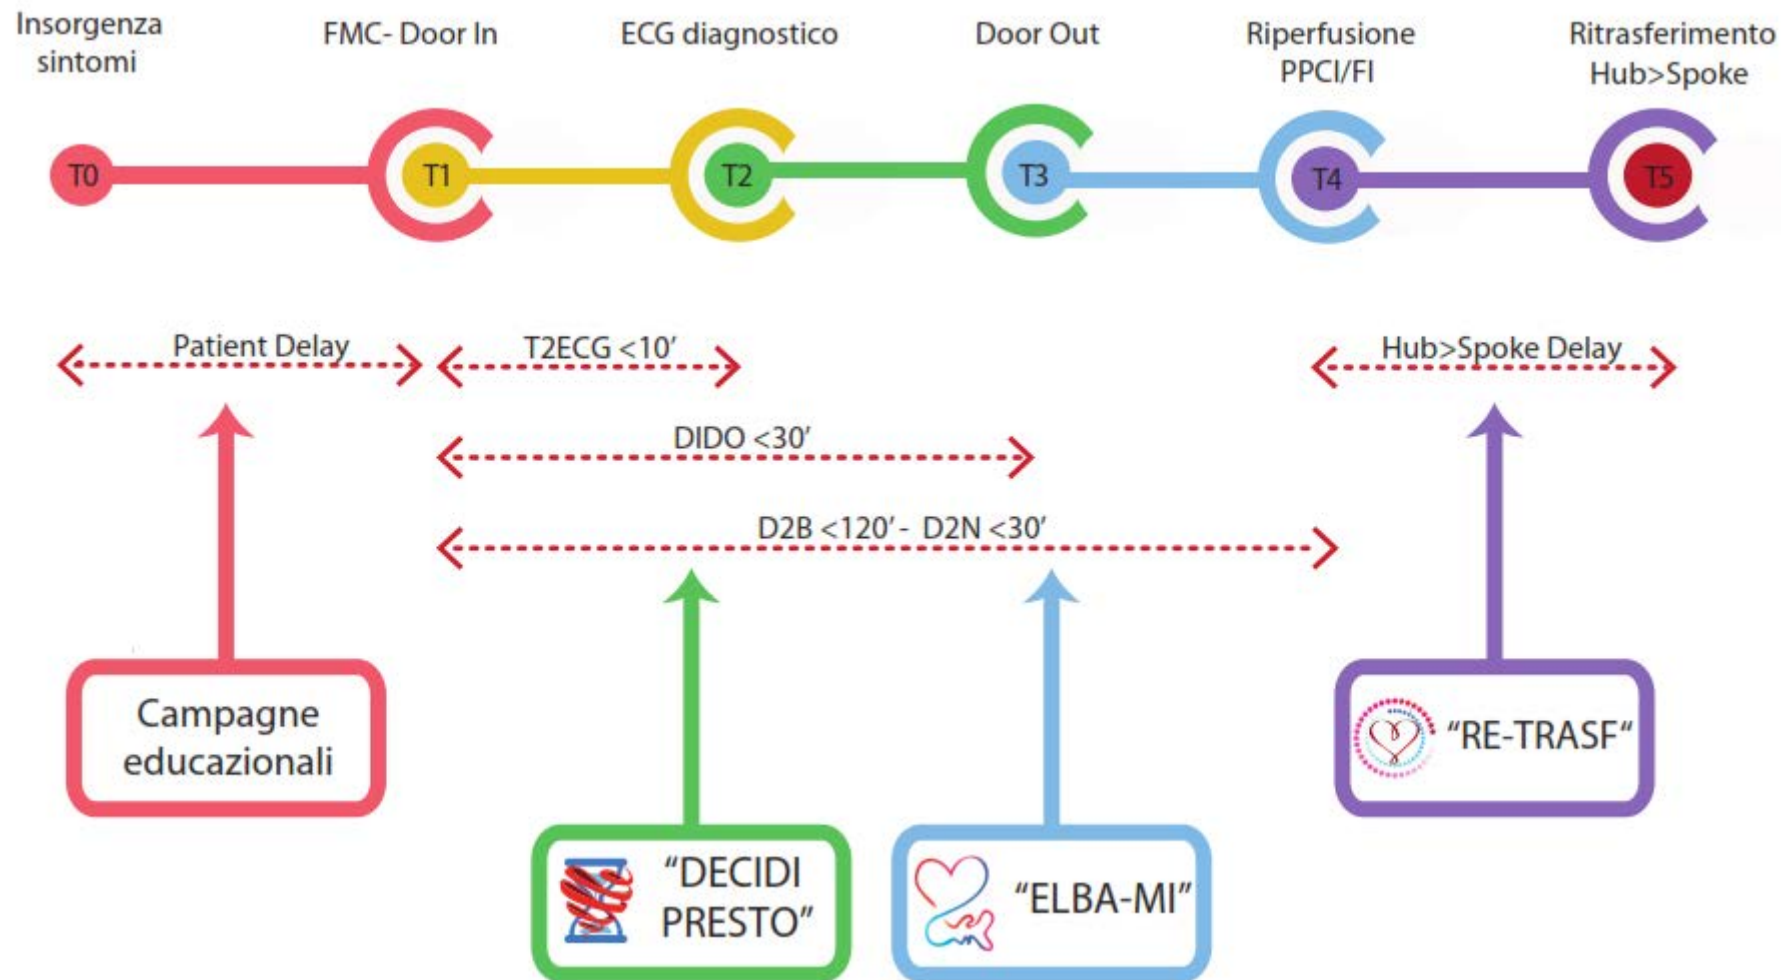 Insorgenza
sintomi
FMC- Door In
ECG diagnostico
Door Out
Riperfusione
PPCI/FI
Ritrasferimento
Hub>Spoke
T0
T1
T2
T3
T4
T5
Patient Delay
T2ECG <10’
Hub>Spoke Delay
DIDO <30’
D2B <120’ - D2N <30’
Campagne
educazionali
“RE-TRASF“
“DECIDI
PRESTO”
“ELBA-MI”